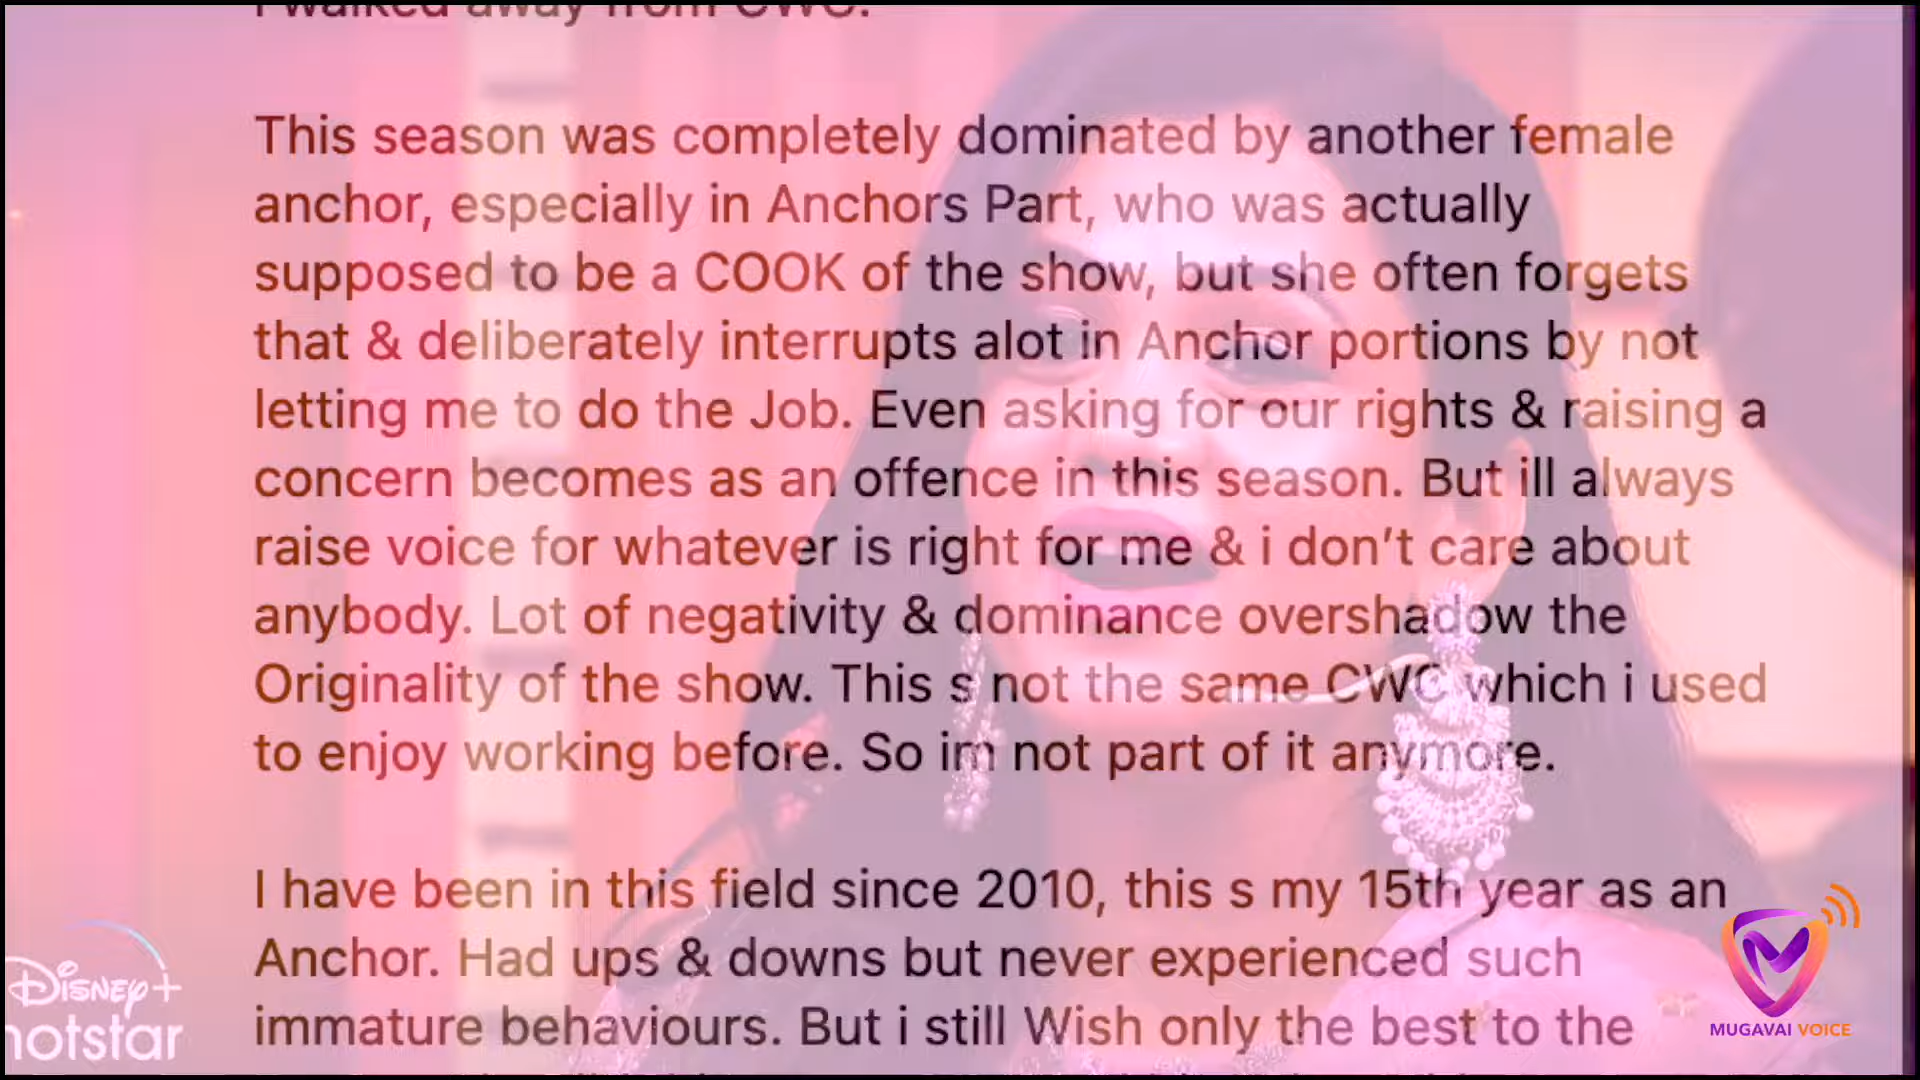 I walked away from CWC.
This season was completely dominated by another female
anchor, especially in Anchors Part, who was actually
supposed to be a COOK of the show, but she often forgets
that & deliberately interrupts alot in Anchor portions by not
letting me to do the Job. Even asking for our rights & raising a
concern becomes as an offence in this season. But ill always
raise voice for whatever is right for me & i don’t care about
anybody. Lot of negativity & dominance overshadow the
Originality of the show. This s not the same CWC which i used
to enjoy working before. So im not part of it anymore.
I have been in this field since 2010, this s my 15th year as an
Anchor. Had ups & downs but never experienced such
immature behaviours. But i still Wish only the best to the
Disney+
hotstar
MUGAVAI VOICE